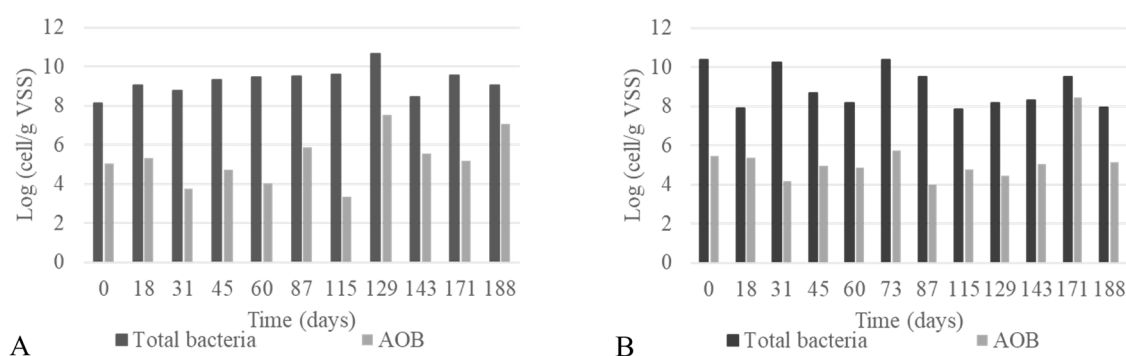 12
10
8
6
4
2
0
Log (cell/g VSS)
0 18 31 45 60 87 115 129 143 171 188
Time (days)
Total bacteria AOB
A
12
10
8
6
4
2
0
Log (cell/g VSS)
0 18 31 45 60 73 87 115 129 143 171 188
Time (days)
Total bacteria AOB
B